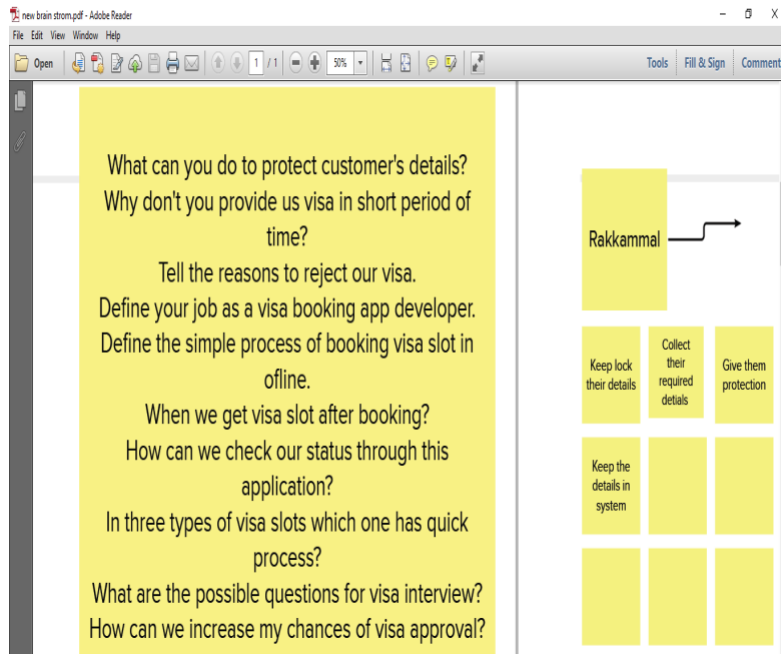 new brain strom.pdf - Adobe Reader
File Edit View Window Help
Open 1 / 1 50% Tools Fill & Sign Comment
What can you do to protect customer's details?
Why don't you provide us visa in short period of
time?
Tell the reasons to reject our visa.
Define your job as a visa booking app developer.
Define the simple process of booking visa slot in
ofline.
When we get visa slot after booking?
How can we check our status through this
application?
In three types of visa slots which one has quick
process?
What are the possible questions for visa interview?
How can we increase my chances of visa approval?
Rakkammal
Keep lock
their details
Collect
their
required
detials
Give them
protection
Keep the
details in
system